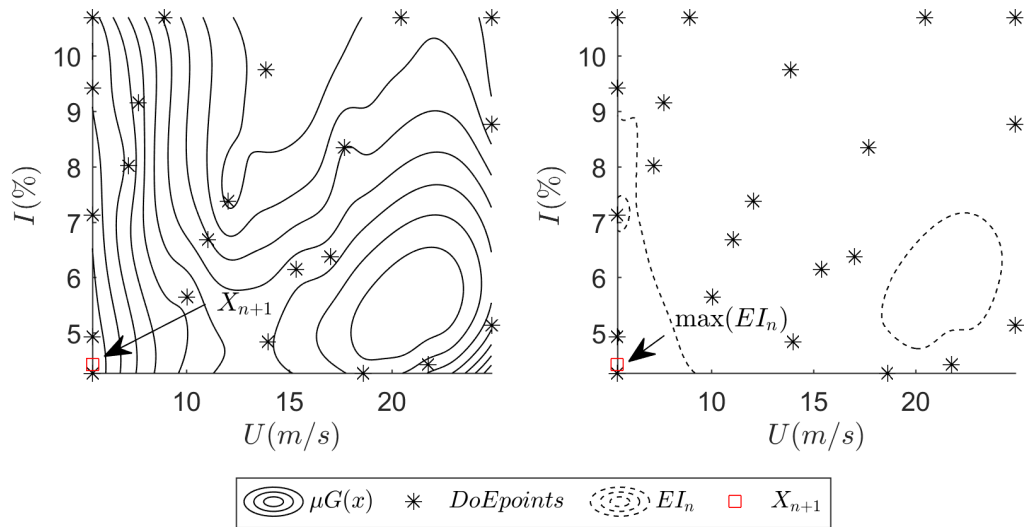 10
9
8
7
6
5
I(%)
10 15 20
U(m/s)
X_{n+1}
10
9
8
7
6
5
I(%)
10 15 20
U(m/s)
max(EI_n)
μG(x) DoEpoints EI_n X_{n+1}